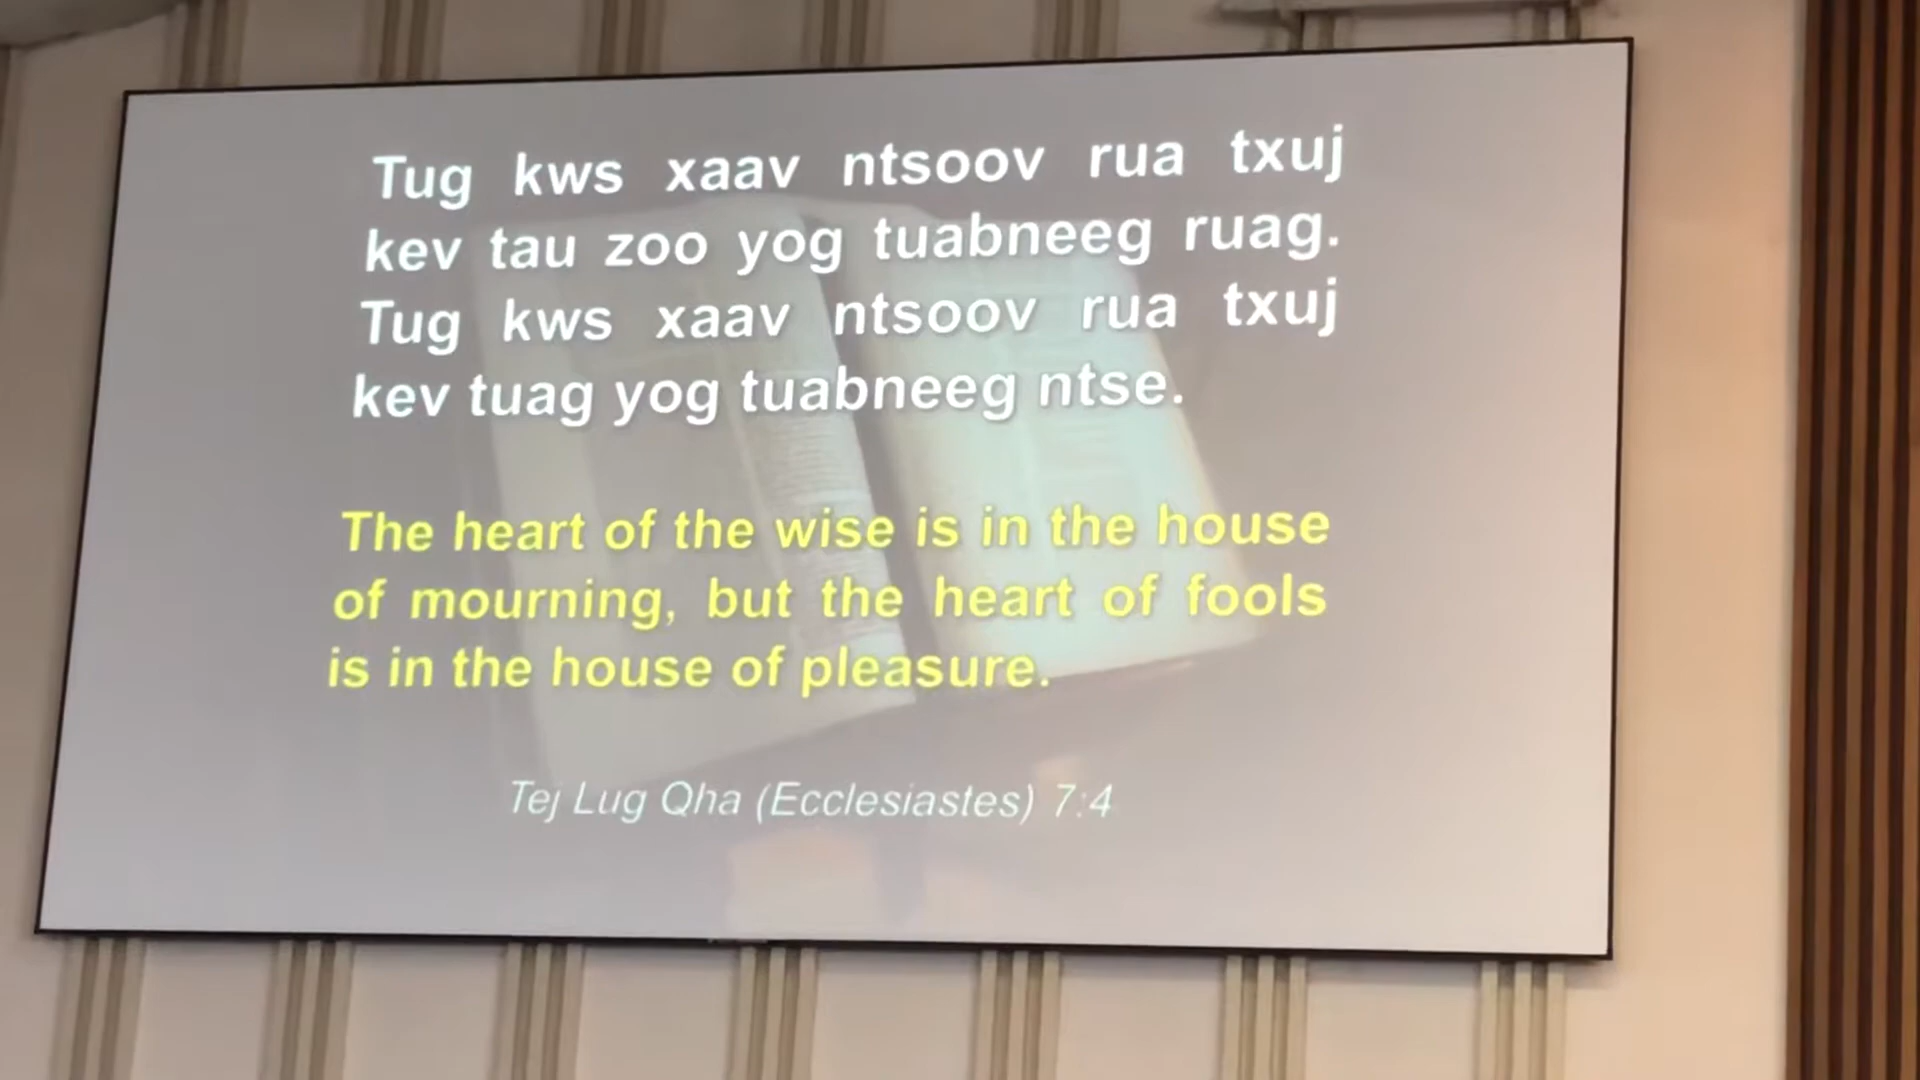 Tug kws xaav ntsoov rua txuj
kev tau zoo yog tuabneeg ruag.
Tug kws xaav ntsoov rua txuj
kev tuag yog tuabneeg ntse.
The heart of the wise is in the house
of mourning, but the heart of fools
is in the house of pleasure.
Tej Lug Qha (Ecclesiastes) 7:4